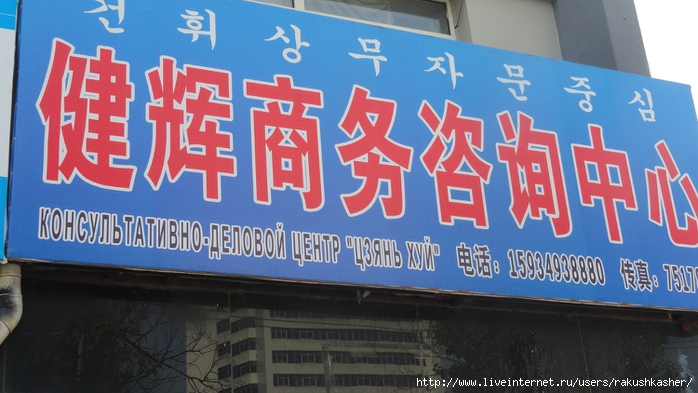 전휘상무자문중심
健辉商务咨询中心
КОНСУЛЬТАТИВНО-ДЕЛОВОЙ ЦЕНТР "ЦЗЯНЬ ХУЙ" 电话：15934938880 传真：7517
http://www.liveinternet.ru/users/rakushkasher/